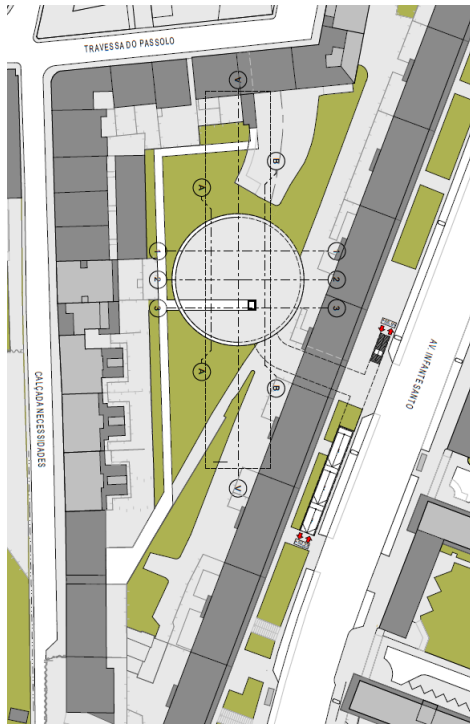 TRAVESSA DO PASSOLO
V
B
A
1
1
2
2
3
3
A
B
V
AV. INFANTE SANTO
CALÇADA NECESSIDADES